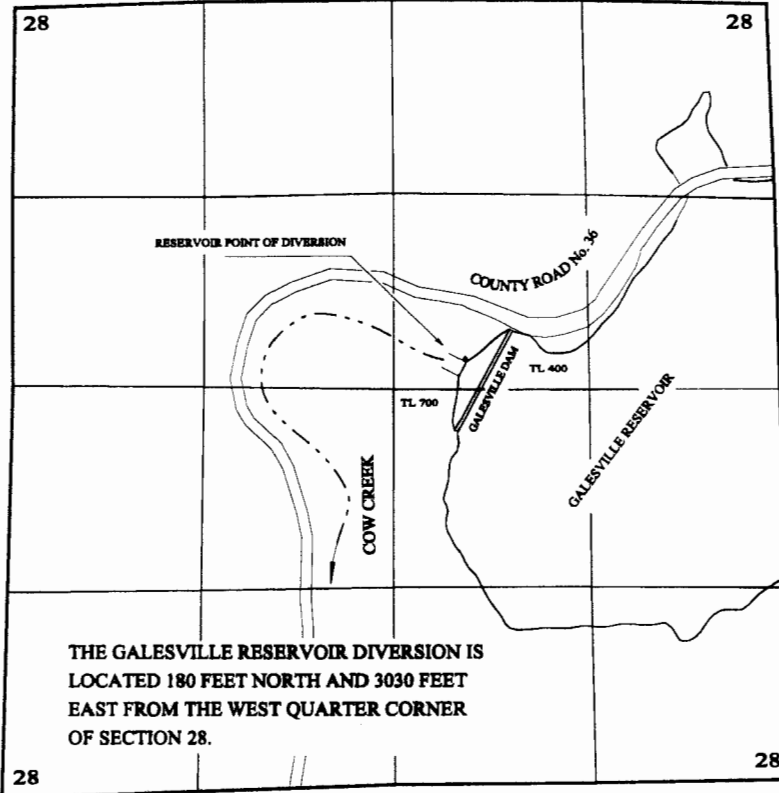 28
28
RESERVOIR POINT OF DIVERSION
COUNTY ROAD No. 36
TL 400
GALESVILLE DAM
TL 700
GALESVILLE RESERVOIR
COW CREEK
THE GALESVILLE RESERVOIR DIVERSION IS
LOCATED 180 FEET NORTH AND 3030 FEET
EAST FROM THE WEST QUARTER CORNER
OF SECTION 28.
28
28